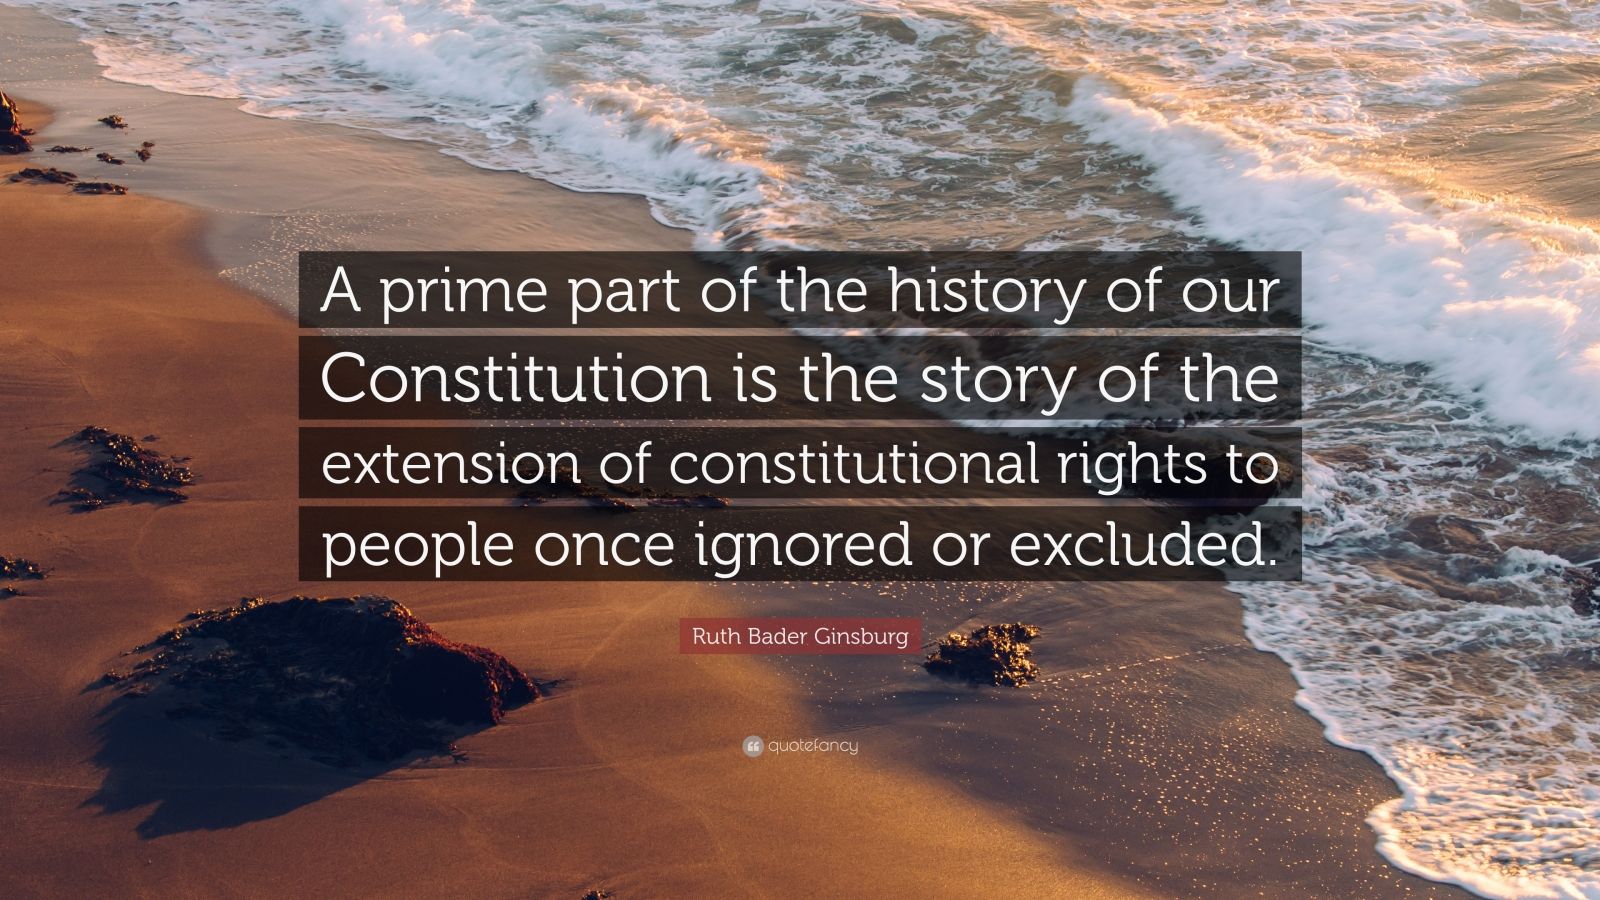 A prime part of the history of our
Constitution is the story of the
extension of constitutional rights to
people once ignored or excluded.
Ruth Bader Ginsburg
quotefancy